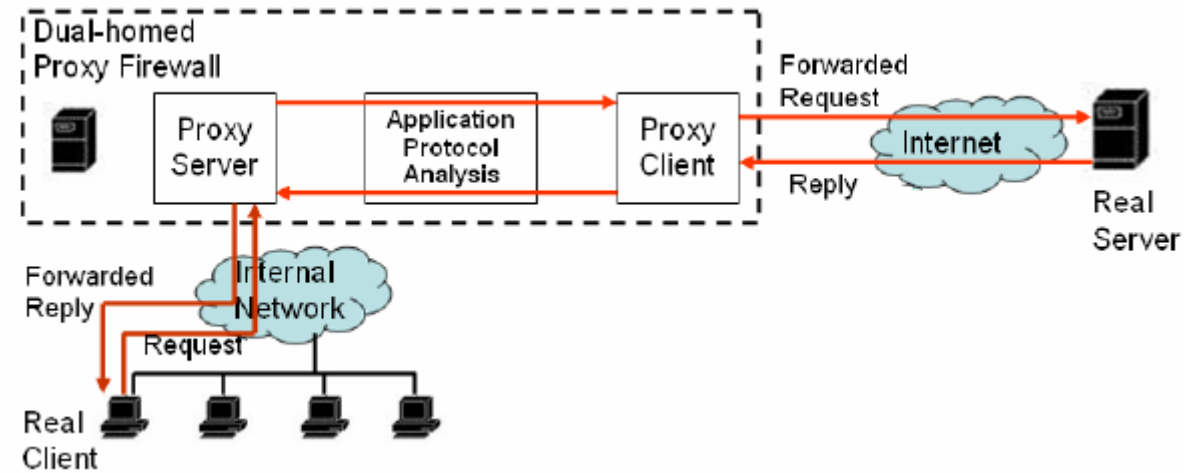 Dual-homed
Proxy Firewall
Proxy
Server
Application
Protocol
Analysis
Proxy
Client
Forwarded
Request
Internet
Reply
Real
Server
Forwarded
Reply
Internal
Network
Request
Real
Client